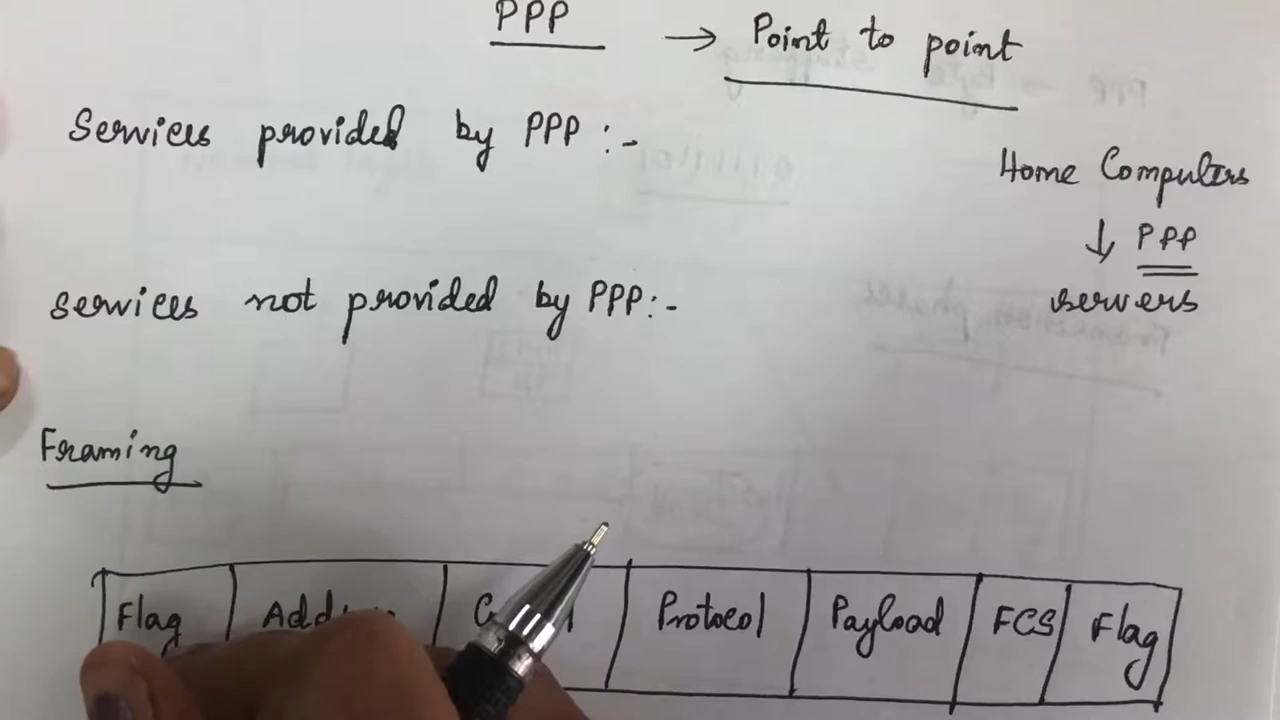 PPP → Point to point
Services provided by PPP :-
Home Computers
↓ PPP
servers
services not provided by PPP:-
Framing
Flag Protocol Payload FCS Flag